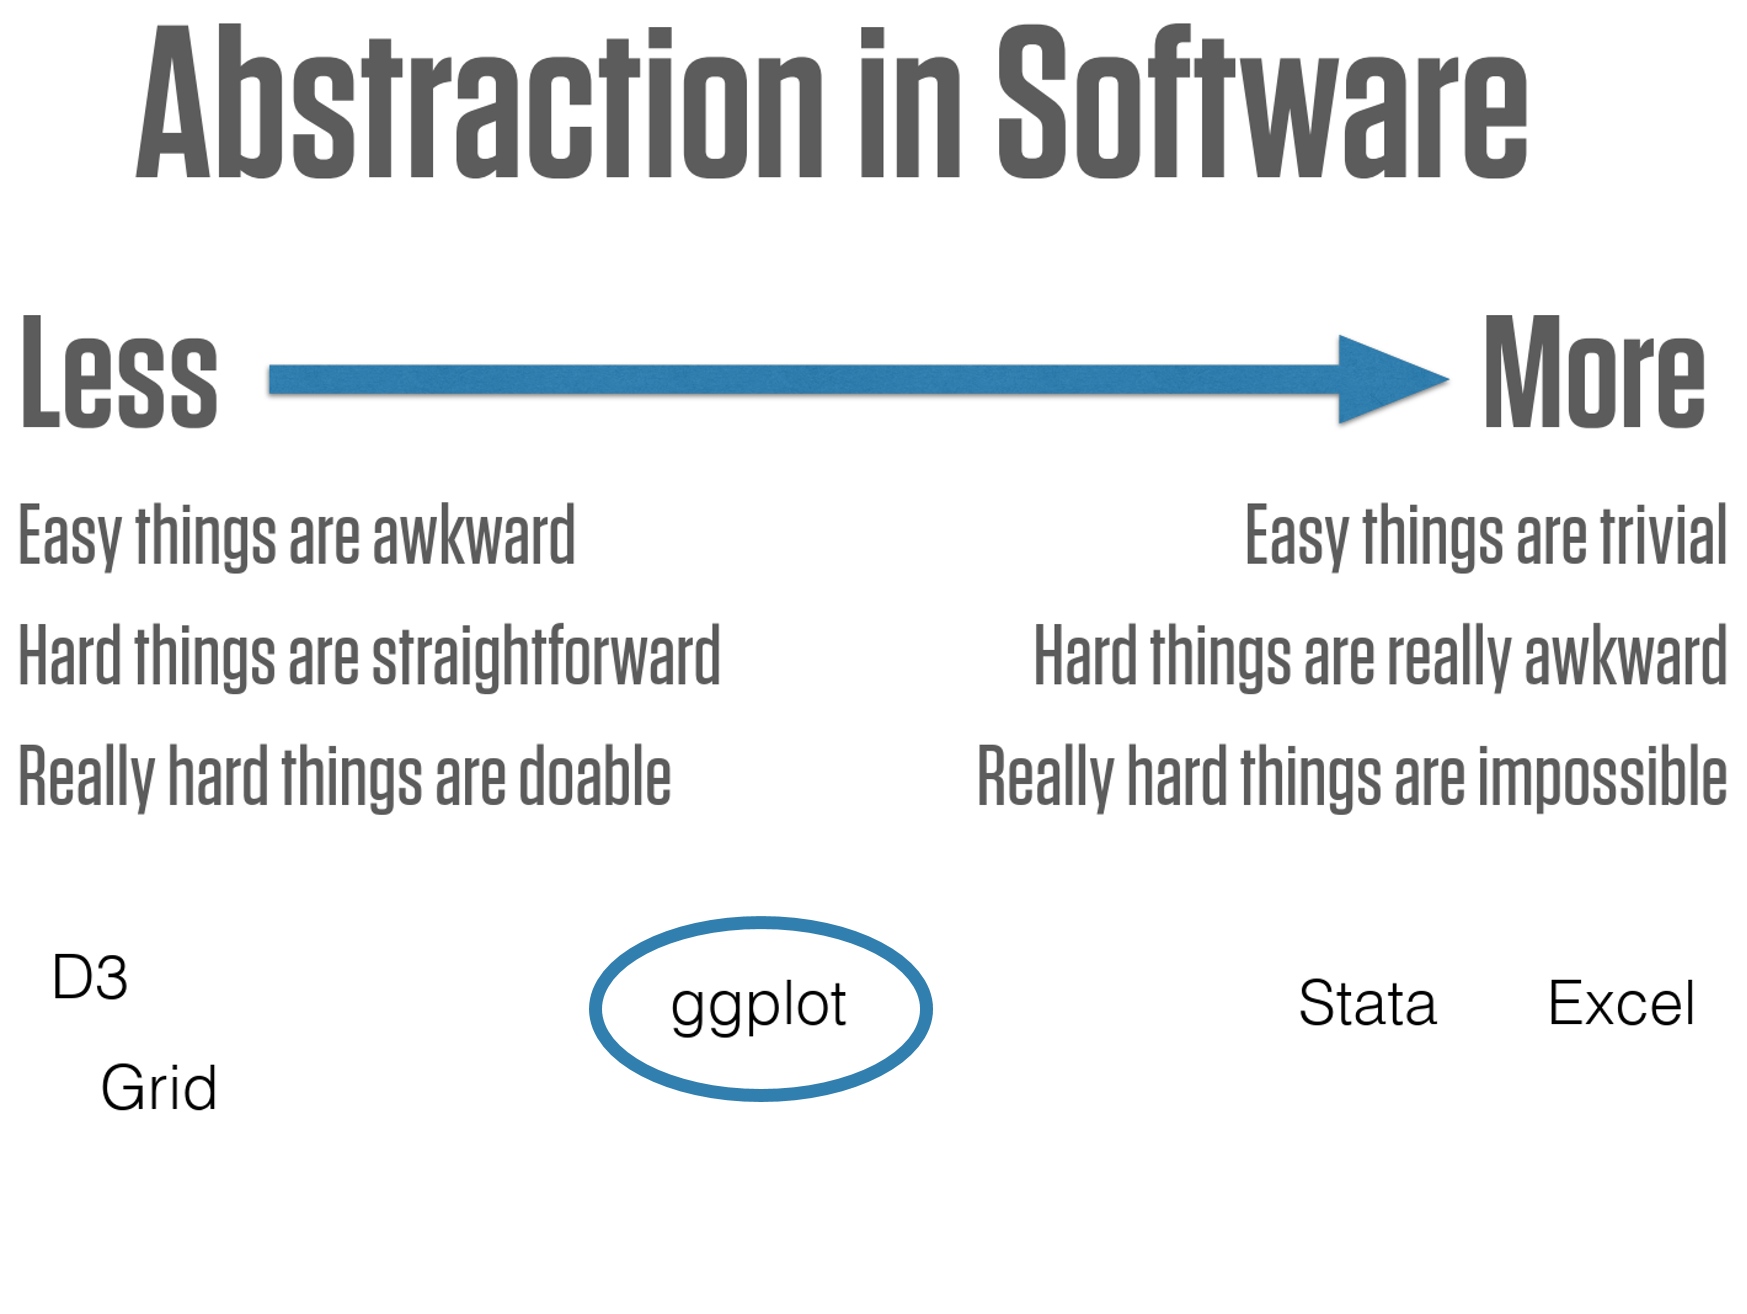 Abstraction in Software
Less More
Easy things are awkward Easy things are trivial
Hard things are straightforward Hard things are really awkward
Really hard things are doable Really hard things are impossible
D3 ggplot Stata Excel
Grid